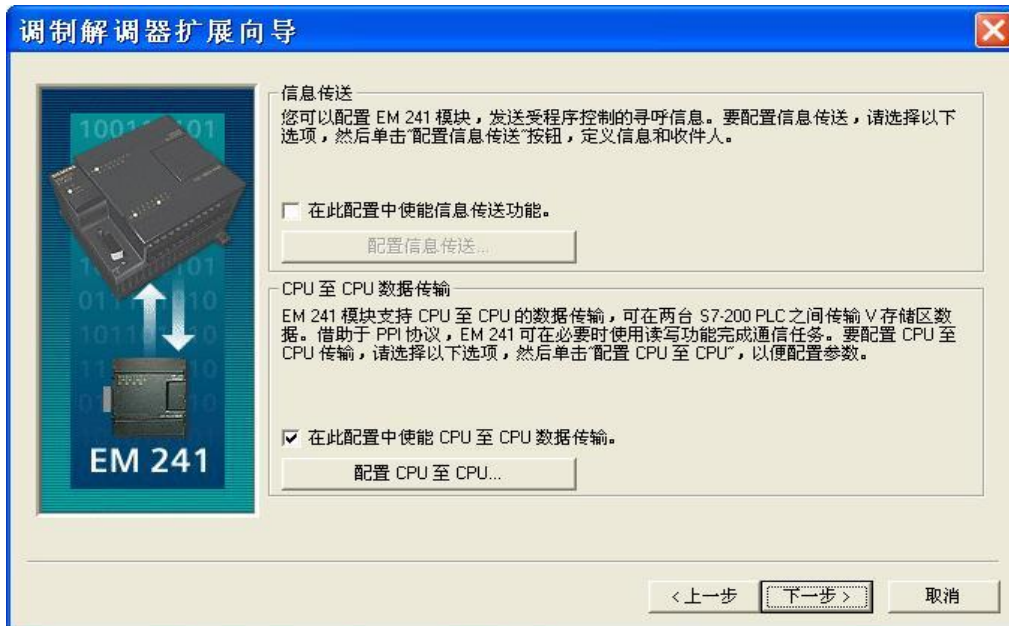 调制解调器扩展向导
信息传送
您可以配置 EM 241 模块，发送受程序控制的寻呼信息。要配置信息传送，请选择以下
选项，然后单击“配置信息传送”按钮，定义信息和收件人。
在此配置中使能信息传送功能。
配置信息传送...
CPU 至 CPU 数据传输
EM 241 模块支持 CPU 至 CPU 的数据传输，可在两台 S7-200 PLC 之间传输 V 存储区数
据。借助于 PPI 协议，EM 241 可在必要时使用读写功能完成通信任务。要配置 CPU 至
CPU 传输，请选择以下选项，然后单击“配置 CPU 至 CPU”，以便配置参数。
在此配置中使能 CPU 至 CPU 数据传输。
配置 CPU 至 CPU...
EM 241
<上一步
下一步>
取消